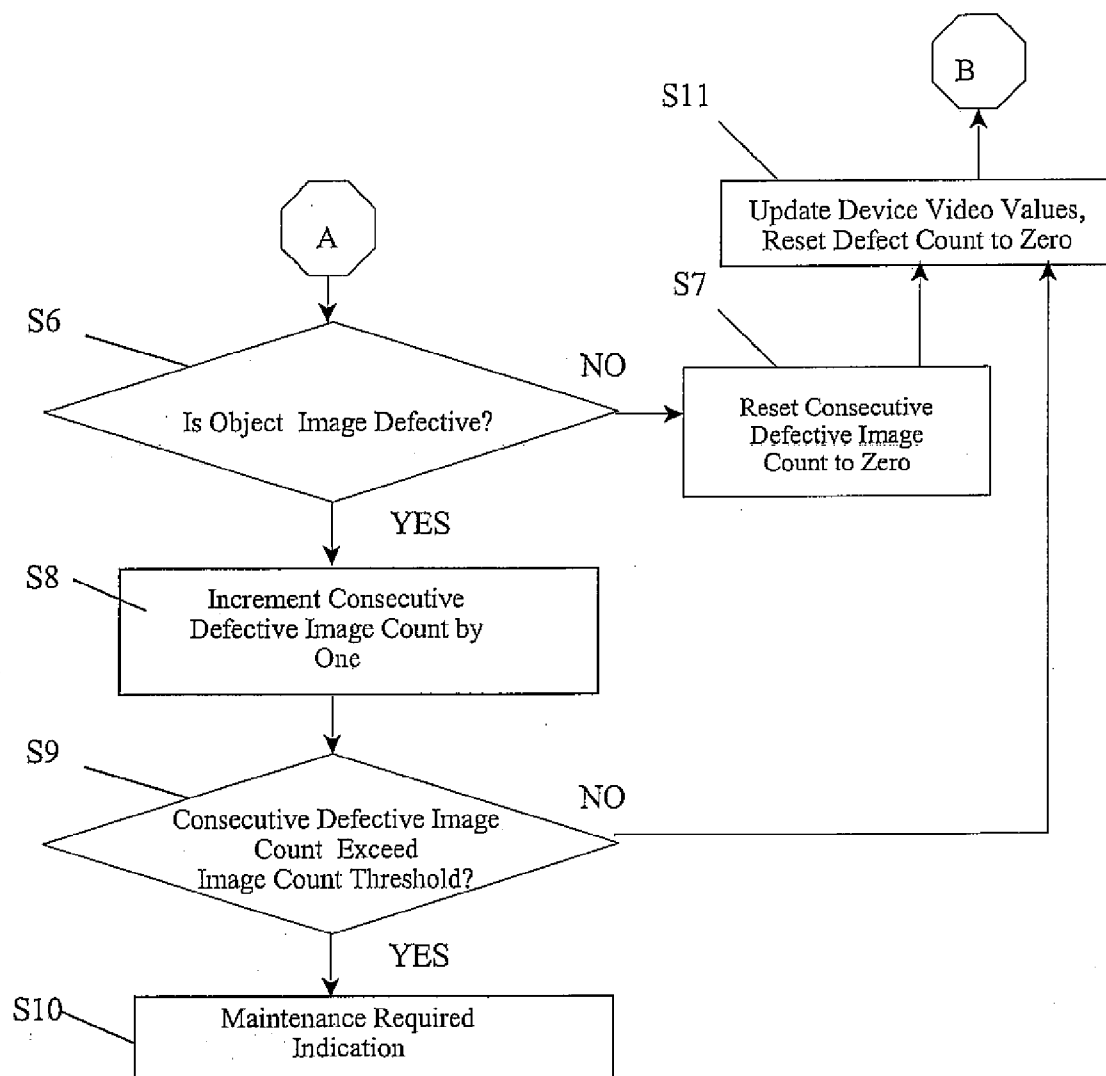 B
S11
Update Device Video Values,
Reset Defect Count to Zero
A
S7
S6
NO
Is Object Image Defective?
Reset Consecutive
Defective Image
Count to Zero
YES
S8
Increment Consecutive
Defective Image Count by
One
S9
NO
Consecutive Defective Image
Count Exceed
Image Count Threshold?
YES
S10
Maintenance Required
Indication